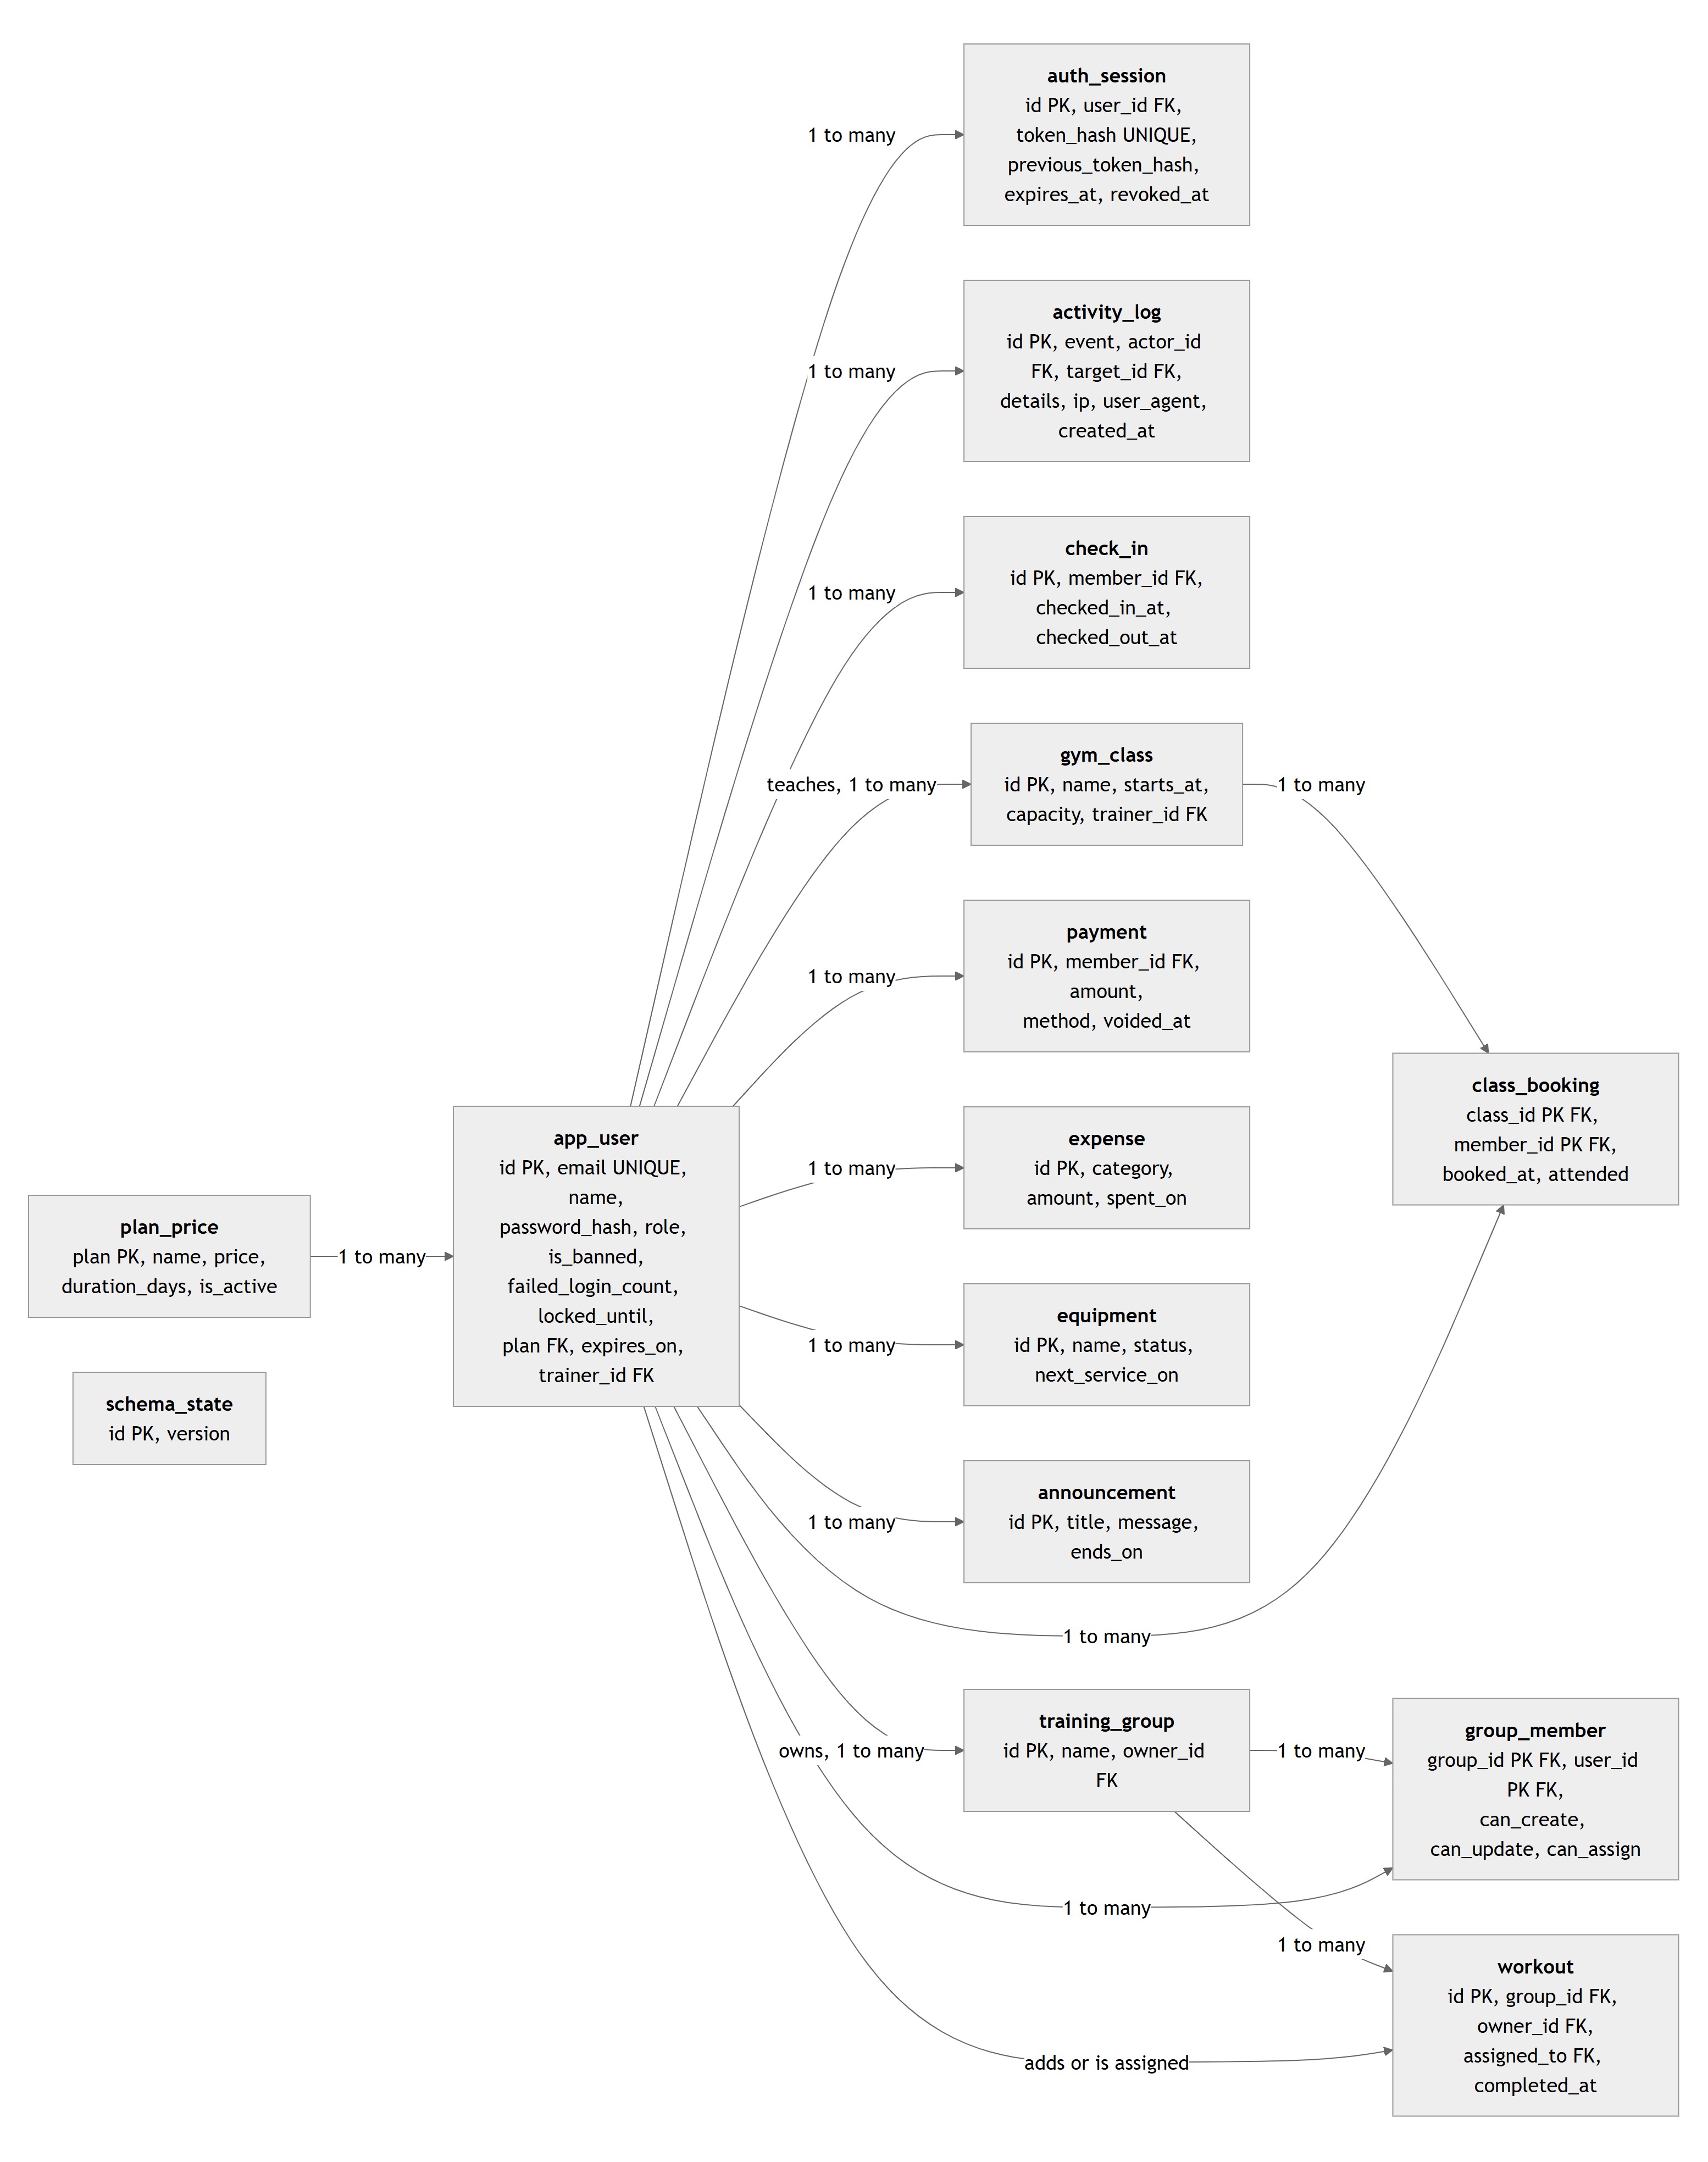 auth_session
id PK, user_id FK,
token_hash UNIQUE,
previous_token_hash,
expires_at, revoked_at
1 to many
activity_log
id PK, event, actor_id
FK, target_id FK,
details, ip, user_agent,
created_at
1 to many
check_in
id PK, member_id FK,
checked_in_at,
checked_out_at
1 to many
gym_class
id PK, name, starts_at,
capacity, trainer_id FK
teaches, 1 to many
1 to many
payment
id PK, member_id FK,
amount,
method, voided_at
1 to many
class_booking
class_id PK FK,
member_id PK FK,
booked_at, attended
expense
id PK, category,
amount, spent_on
1 to many
app_user
id PK, email UNIQUE,
name,
password_hash, role,
is_banned,
failed_login_count,
locked_until,
plan FK, expires_on,
trainer_id FK
plan_price
plan PK, name, price,
duration_days, is_active
1 to many
schema_state
id PK, version
equipment
id PK, name, status,
next_service_on
1 to many
announcement
id PK, title, message,
ends_on
1 to many
1 to many
training_group
id PK, name, owner_id
FK
owns, 1 to many
1 to many
group_member
group_id PK FK, user_id
PK FK,
can_create,
can_update, can_assign
1 to many
1 to many
workout
id PK, group_id FK,
owner_id FK,
assigned_to FK,
completed_at
adds or is assigned